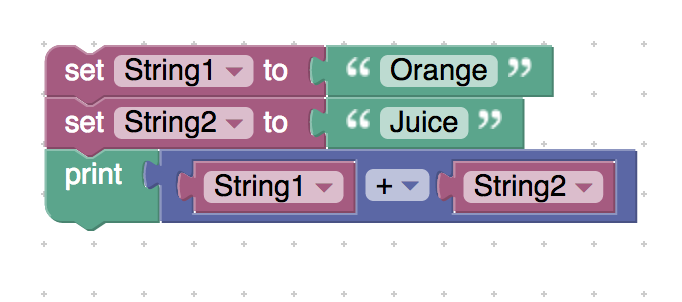 set String1 to “ Orange ”
set String2 to “ Juice ”
print String1 + String2